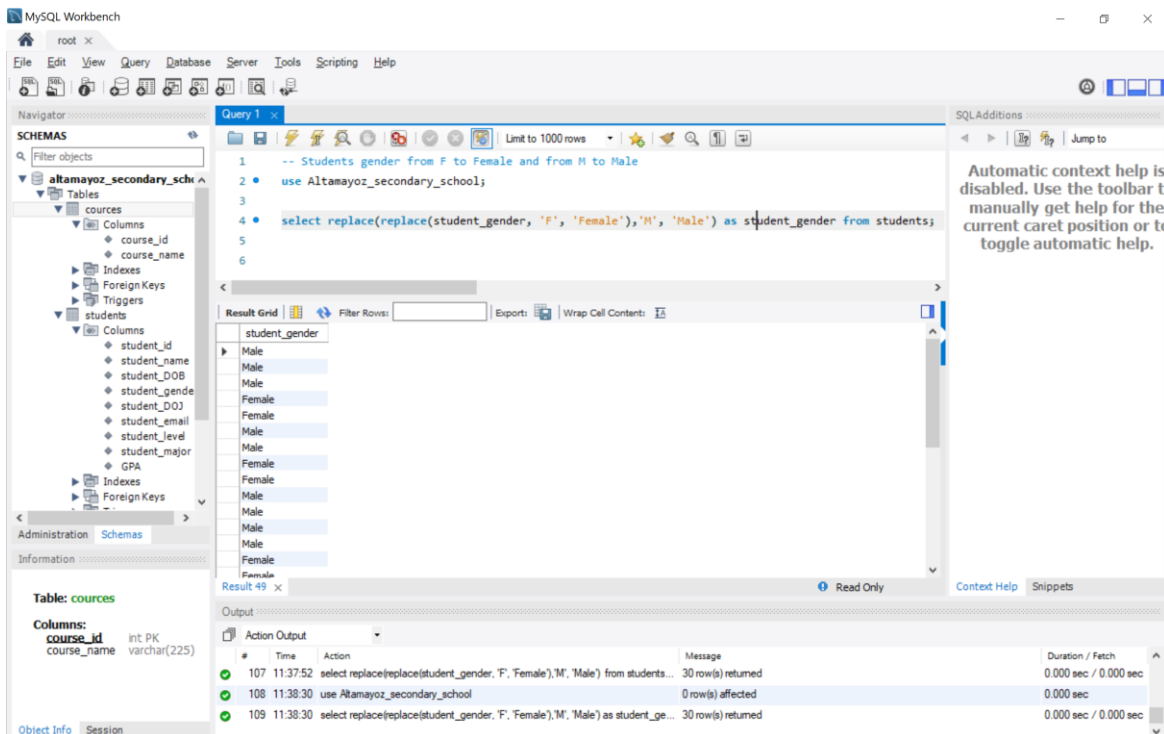 MySQL Workbench
root
File Edit View Query Database Server Tools Scripting Help
Navigator
SCHEMAS
Filter objects
altamayoz_secondary_sch
Tables
cources
Columns
course_id
course_name
Indexes
Foreign Keys
Triggers
students
Columns
student_id
student_name
student_DOB
student_gende
student_DOJ
student_email
student_level
student_major
GPA
Indexes
Foreign Keys
Administration Schemas
Information
Table: cources
Columns:
course_id int PK
course_name varchar(225)
Object Info Session
Query 1
Limit to 1000 rows
1 -- Students gender from F to Female and from M to Male
2 use Altamayoz_secondary_school;
3
4 select replace(replace(student_gender, 'F', 'Female'),'M', 'Male') as student_gender from students;
5
6
Result Grid Filter Rows: Export: Wrap Cell Content:
student_gender
Male
Male
Male
Female
Female
Male
Male
Female
Female
Male
Male
Male
Male
Female
Female
Result 49 Read Only
Output
Action Output
# Time Action Message Duration / Fetch
107 11:37:52 select replace(replace(student_gender, 'F', 'Female'),'M', 'Male') from students... 30 row(s) returned 0.000 sec / 0.000 sec
108 11:38:30 use Altamayoz_secondary_school 0 row(s) affected 0.000 sec
109 11:38:30 select replace(replace(student_gender, 'F', 'Female'),'M', 'Male') as student_ge... 30 row(s) returned 0.000 sec / 0.000 sec
SQLAdditions
Jump to
Automatic context help is
disabled. Use the toolbar t
manually get help for the
current caret position or to
toggle automatic help.
Context Help Snippets